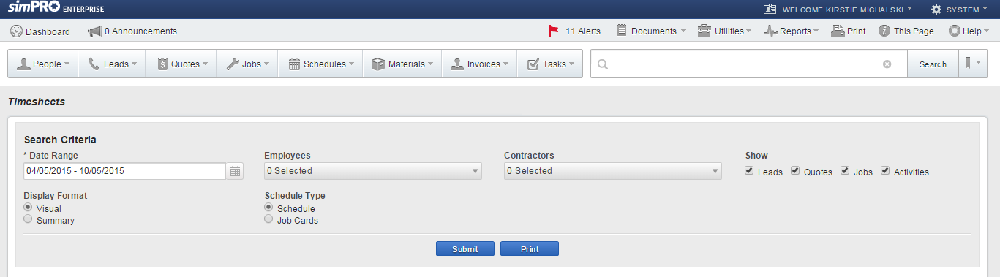 simPRO ENTERPRISE WELCOME KIRSTIE MICHALSKI SYSTEM
Dashboard 0 Announcements 11 Alerts Documents Utilities Reports Print This Page Help
People Leads Quotes Jobs Schedules Materials Invoices Tasks Search
Timesheets
Search Criteria
* Date Range Employees Contractors Show
04/05/2015 - 10/05/2015 0 Selected 0 Selected Leads Quotes Jobs Activities
Display Format Schedule Type
Visual Schedule
Summary Job Cards
Submit Print